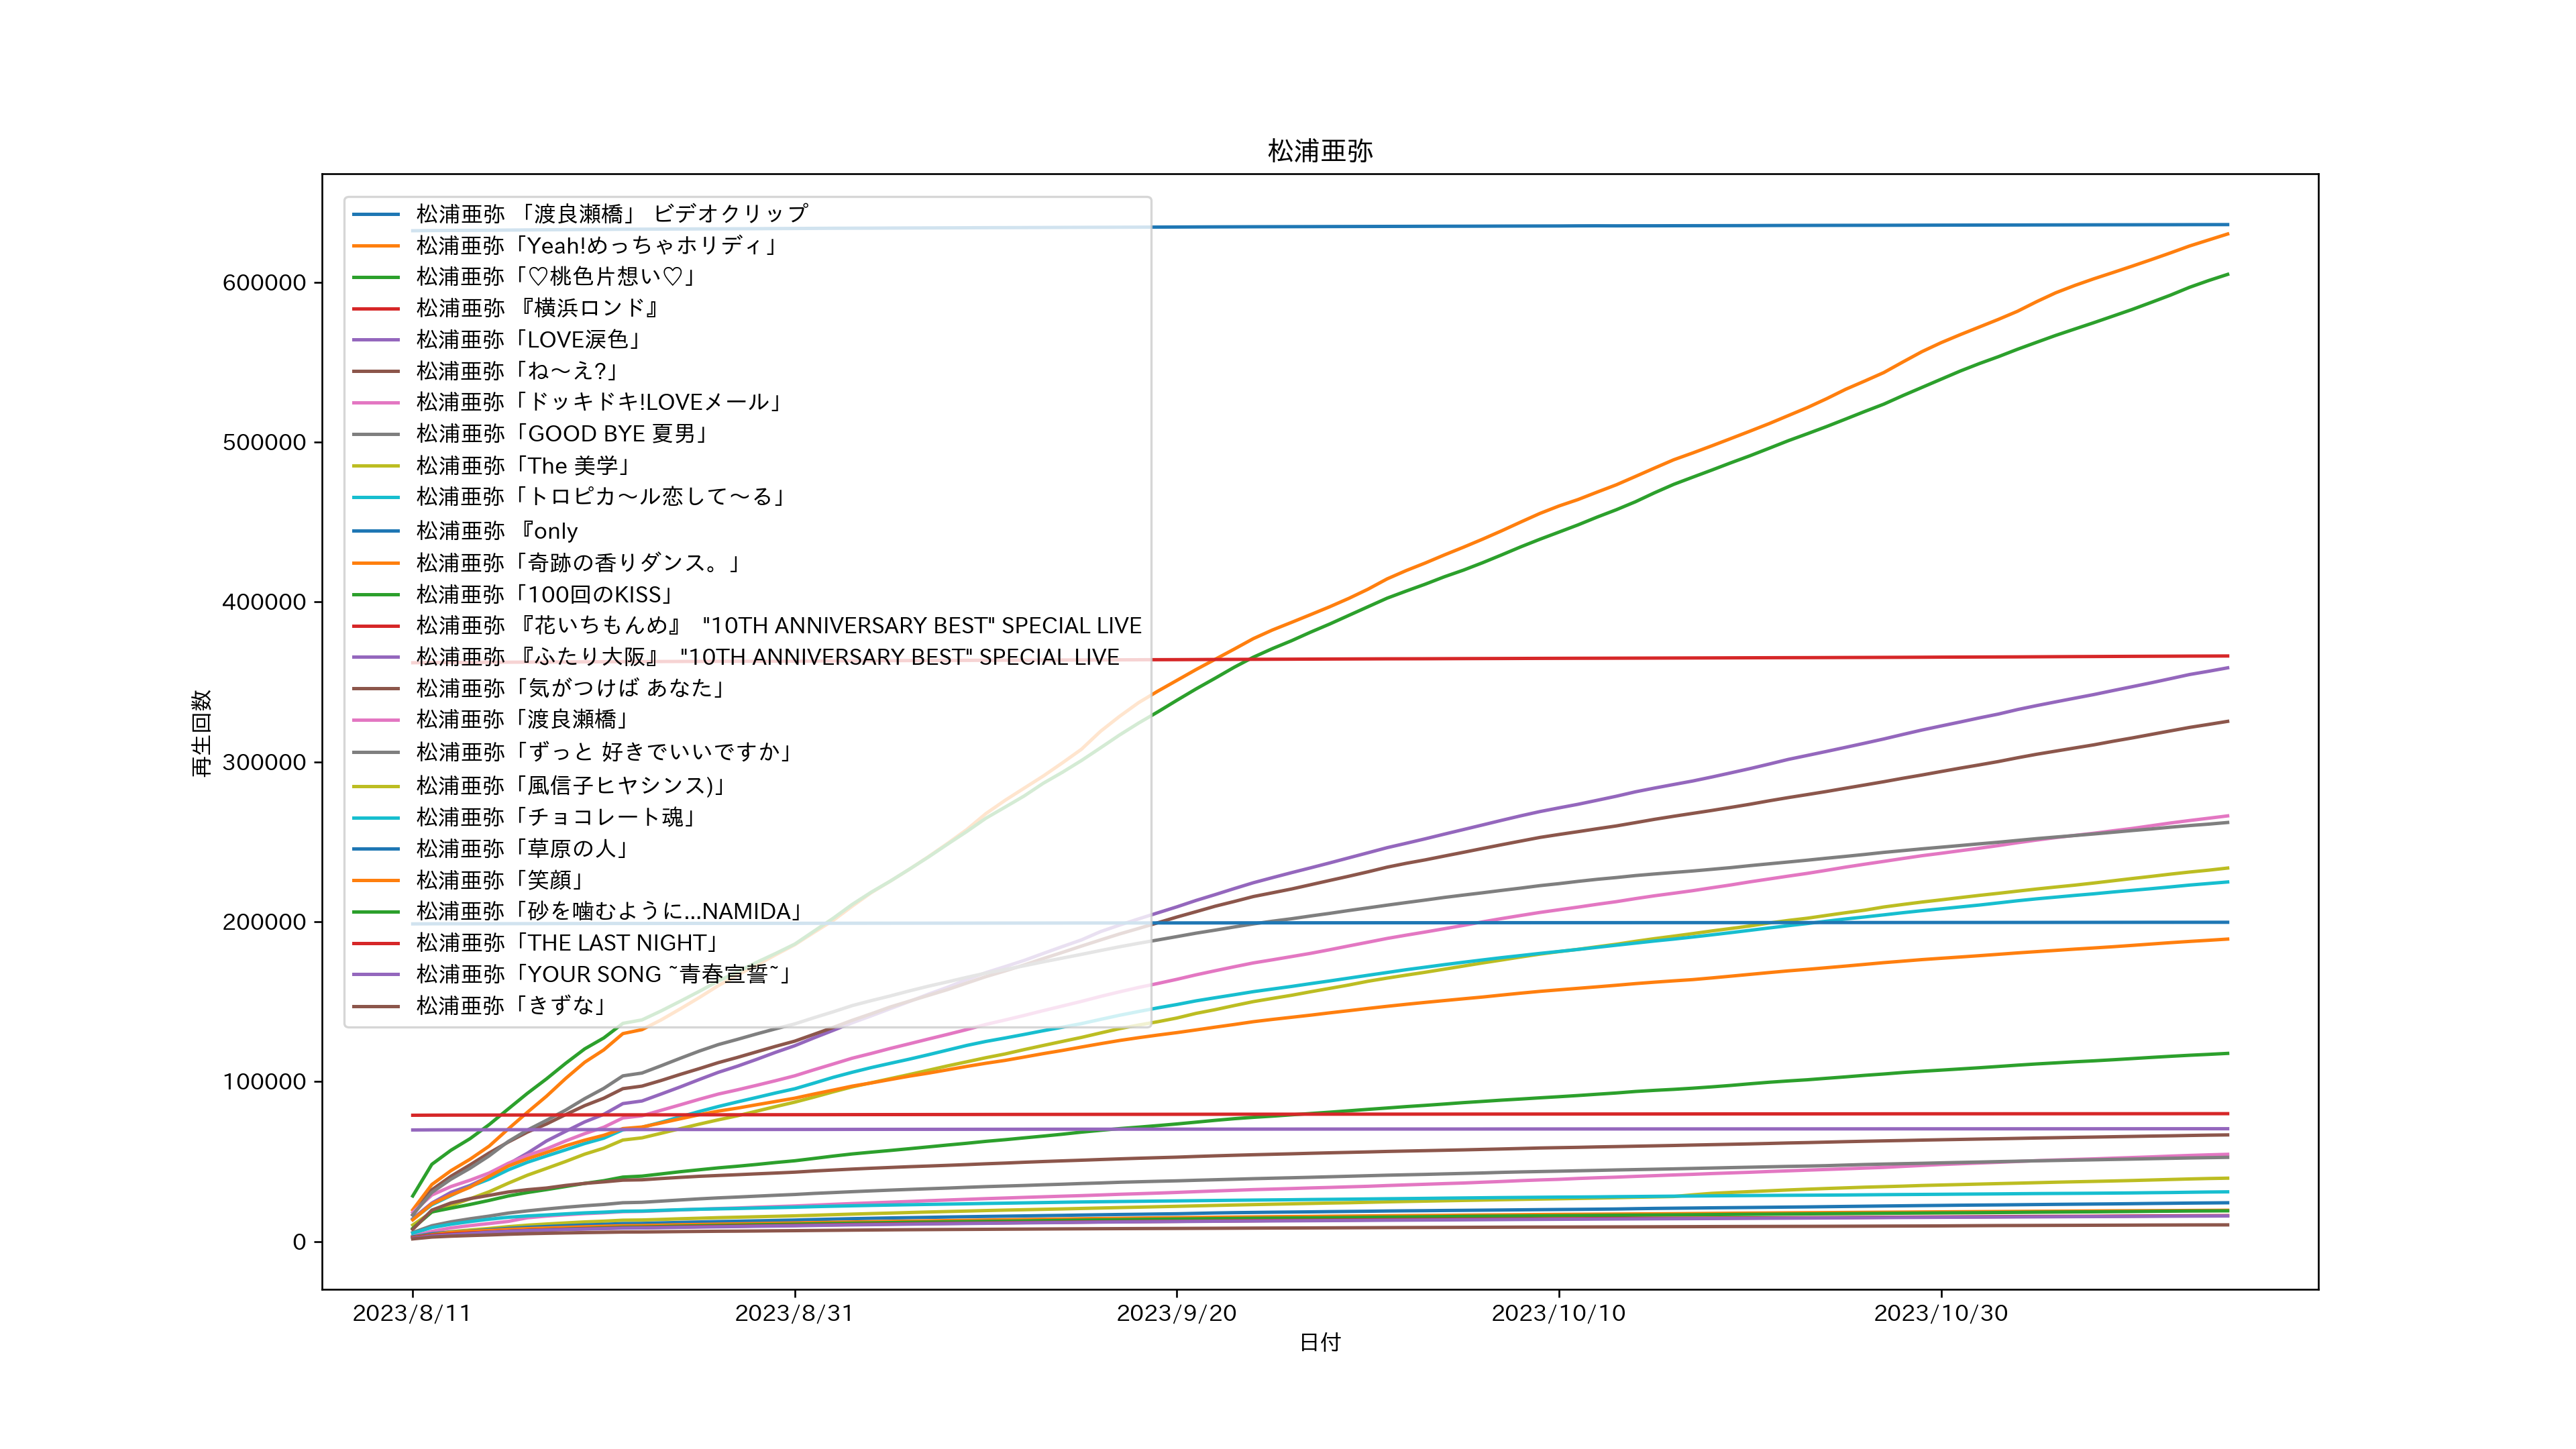 松浦亜弥
松浦亜弥 「渡良瀬橋」 ビデオクリップ
松浦亜弥「Yeah!めっちゃホリディ」
松浦亜弥「♡桃色片想い♡」
松浦亜弥 『横浜ロンド』
松浦亜弥「LOVE涙色」
松浦亜弥「ね〜え?」
松浦亜弥「ドッキドキ!LOVEメール」
松浦亜弥「GOOD BYE 夏男」
松浦亜弥「The 美学」
松浦亜弥「トロピカ〜ル恋して〜る」
松浦亜弥 『only
松浦亜弥「奇跡の香りダンス。」
松浦亜弥「100回のKISS」
松浦亜弥 『花いちもんめ』 "10TH ANNIVERSARY BEST" SPECIAL LIVE
松浦亜弥 『ふたり大阪』 "10TH ANNIVERSARY BEST" SPECIAL LIVE
松浦亜弥「気がつけば あなた」
松浦亜弥「渡良瀬橋」
松浦亜弥「ずっと 好きでいいですか」
松浦亜弥「風信子ヒヤシンス)」
松浦亜弥「チョコレート魂」
松浦亜弥「草原の人」
松浦亜弥「笑顔」
松浦亜弥「砂を噛むように…NAMIDA」
松浦亜弥「THE LAST NIGHT」
松浦亜弥「YOUR SONG ~青春宣誓~」
松浦亜弥「きずな」
再生回数
600000
500000
400000
300000
200000
100000
0
2023/8/11 2023/8/31 2023/9/20 2023/10/10 2023/10/30
日付